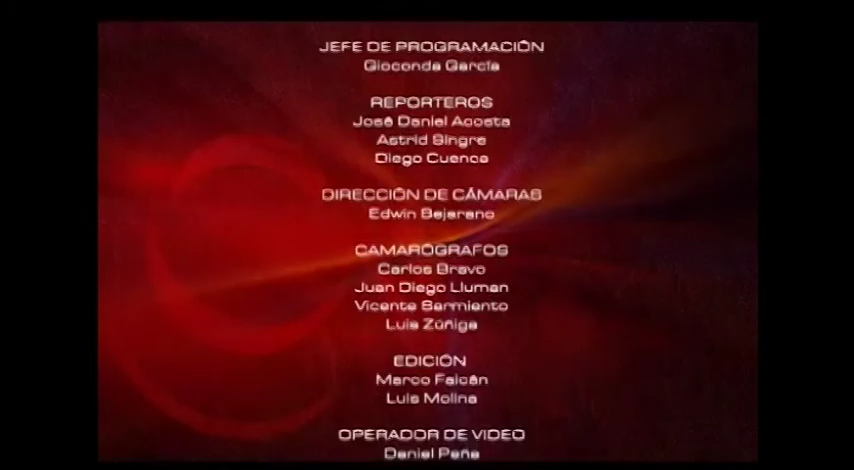 JEFE DE PROGRAMACIÓN
Gioconda García
REPORTEROS
José Daniel Acosta
Astrid Singre
Diego Cuenca
DIRECCIÓN DE CÁMARAS
Edwin Bejarano
CAMARÓGRAFOS
Carlos Bravo
Juan Diego Lluman
Vicente Sarmiento
Luis Zúñiga
EDICIÓN
Marco Falcán
Luis Molina
OPERADOR DE VIDEO
Daniel Peña